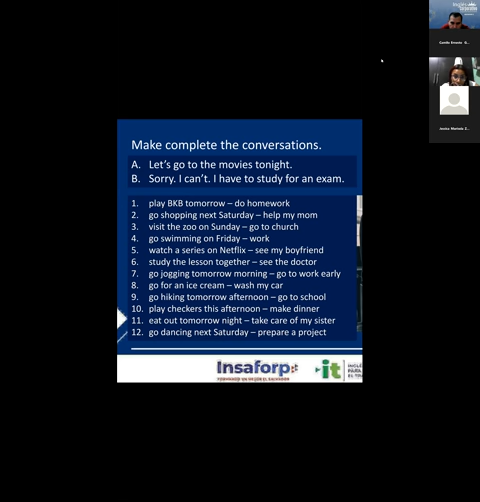 Make complete the conversations.
A. Let's go to the movies tonight.
B. Sorry. I can't. I have to study for an exam.
1. play BKB tomorrow – do homework
2. go shopping next Saturday – help my mom
3. visit the zoo on Sunday – go to church
4. go swimming on Friday – work
5. watch a series on Netflix – see my boyfriend
6. study the lesson together – see the doctor
7. go jogging tomorrow morning – go to work early
8. go for an ice cream – wash my car
9. go hiking tomorrow afternoon – go to school
10. play checkers this afternoon – make dinner
11. eat out tomorrow night – take care of my sister
12. go dancing next Saturday – prepare a project
Insaforp
it
INGLÉ
PARA
EL TR